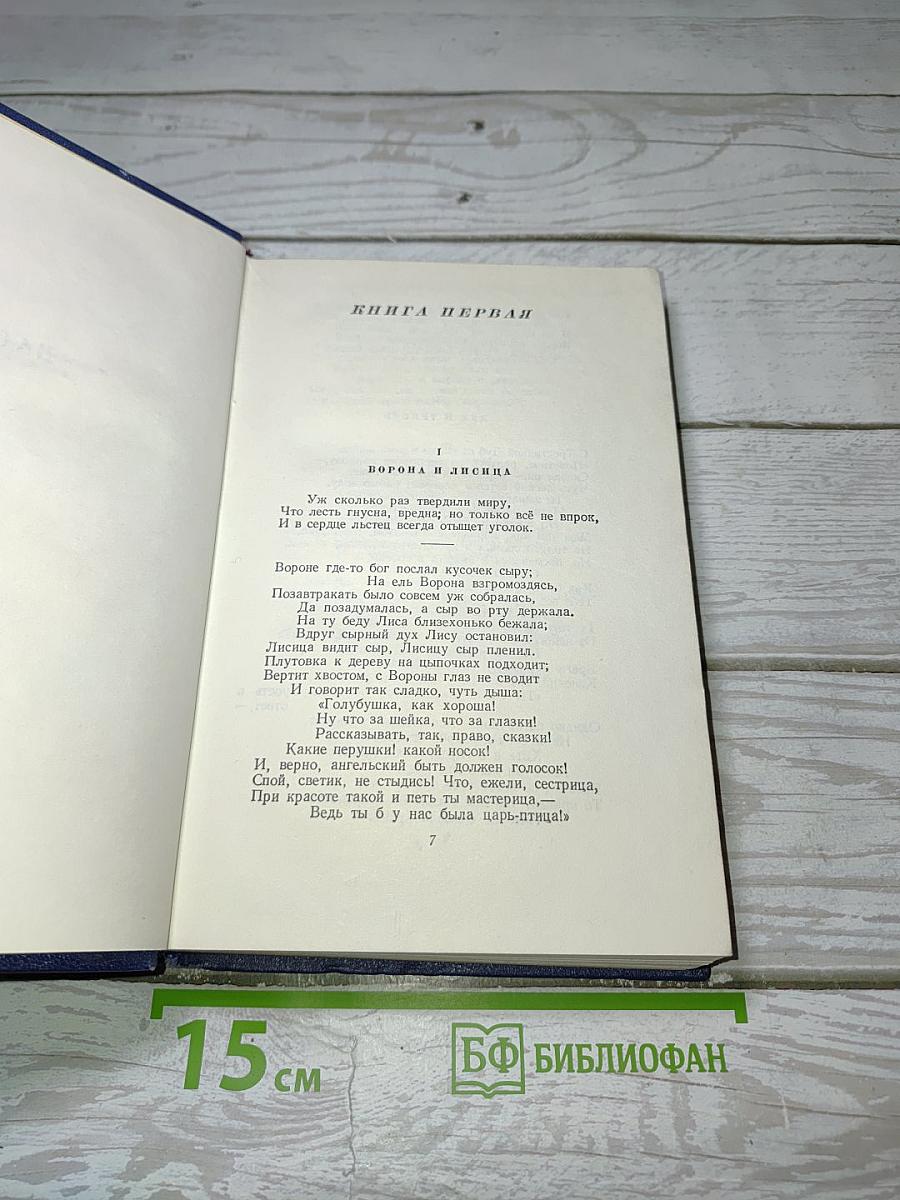 КНИГА ПЕРВАЯ
I
ВОРОНА И ЛИСИЦА
Уж сколько раз твердили миру,
Что лесть гнусна, вредна; но только всё не впрок,
И в сердце льстец всегда отыщет уголок.
Вороне где-то бог послал кусочек сыру;
На ель Ворона взгромоздясь,
Позавтракать было совсем уж собралась,
Да позадумалась, а сыр во рту держала.
На ту беду Лиса близехонько бежала;
Вдруг сырный дух Лису остановил:
Лисица видит сыр, Лисицу сыр пленил.
Плутовка к дереву на цыпочках подходит;
Вертит хвостом, с Вороны глаз не сводит
И говорит так сладко, чуть дыша:
«Голубушка, как хороша!
Ну что за шейка, что за глазки!
Рассказывать, так, право, сказки!
Какие перушки! какой носок!
И, верно, ангельский быть должен голосок!
Спой, светик, не стыдись! Что, ежели, сестрица,
При красоте такой и петь ты мастерица,—
Ведь ты б у нас была царь-птица!»
7
15 см
БФ БИБЛИОФАН